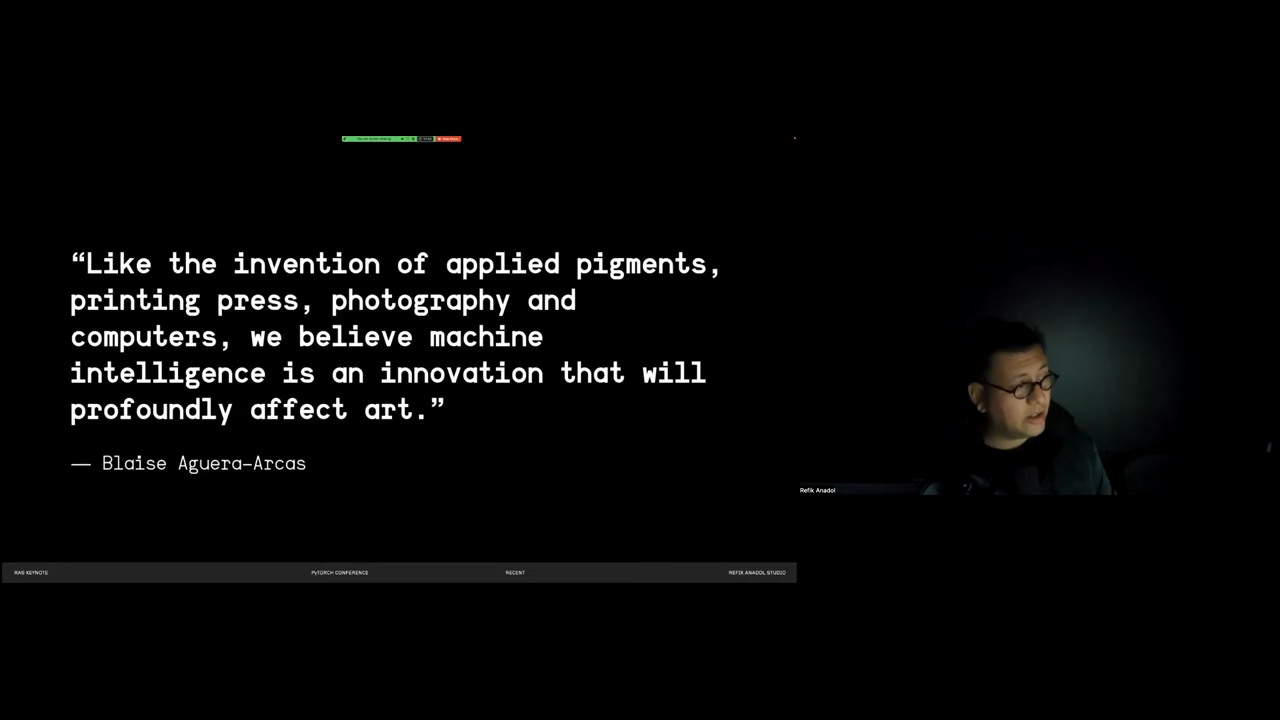 “Like the invention of applied pigments,
printing press, photography and
computers, we believe machine
intelligence is an innovation that will
profoundly affect art.”
— Blaise Aguera-Arcas
Refik Anadol
RAS KEYNOTE
PyTORCH CONFERENCE
RECENT
REFIK ANADOL STUDIO